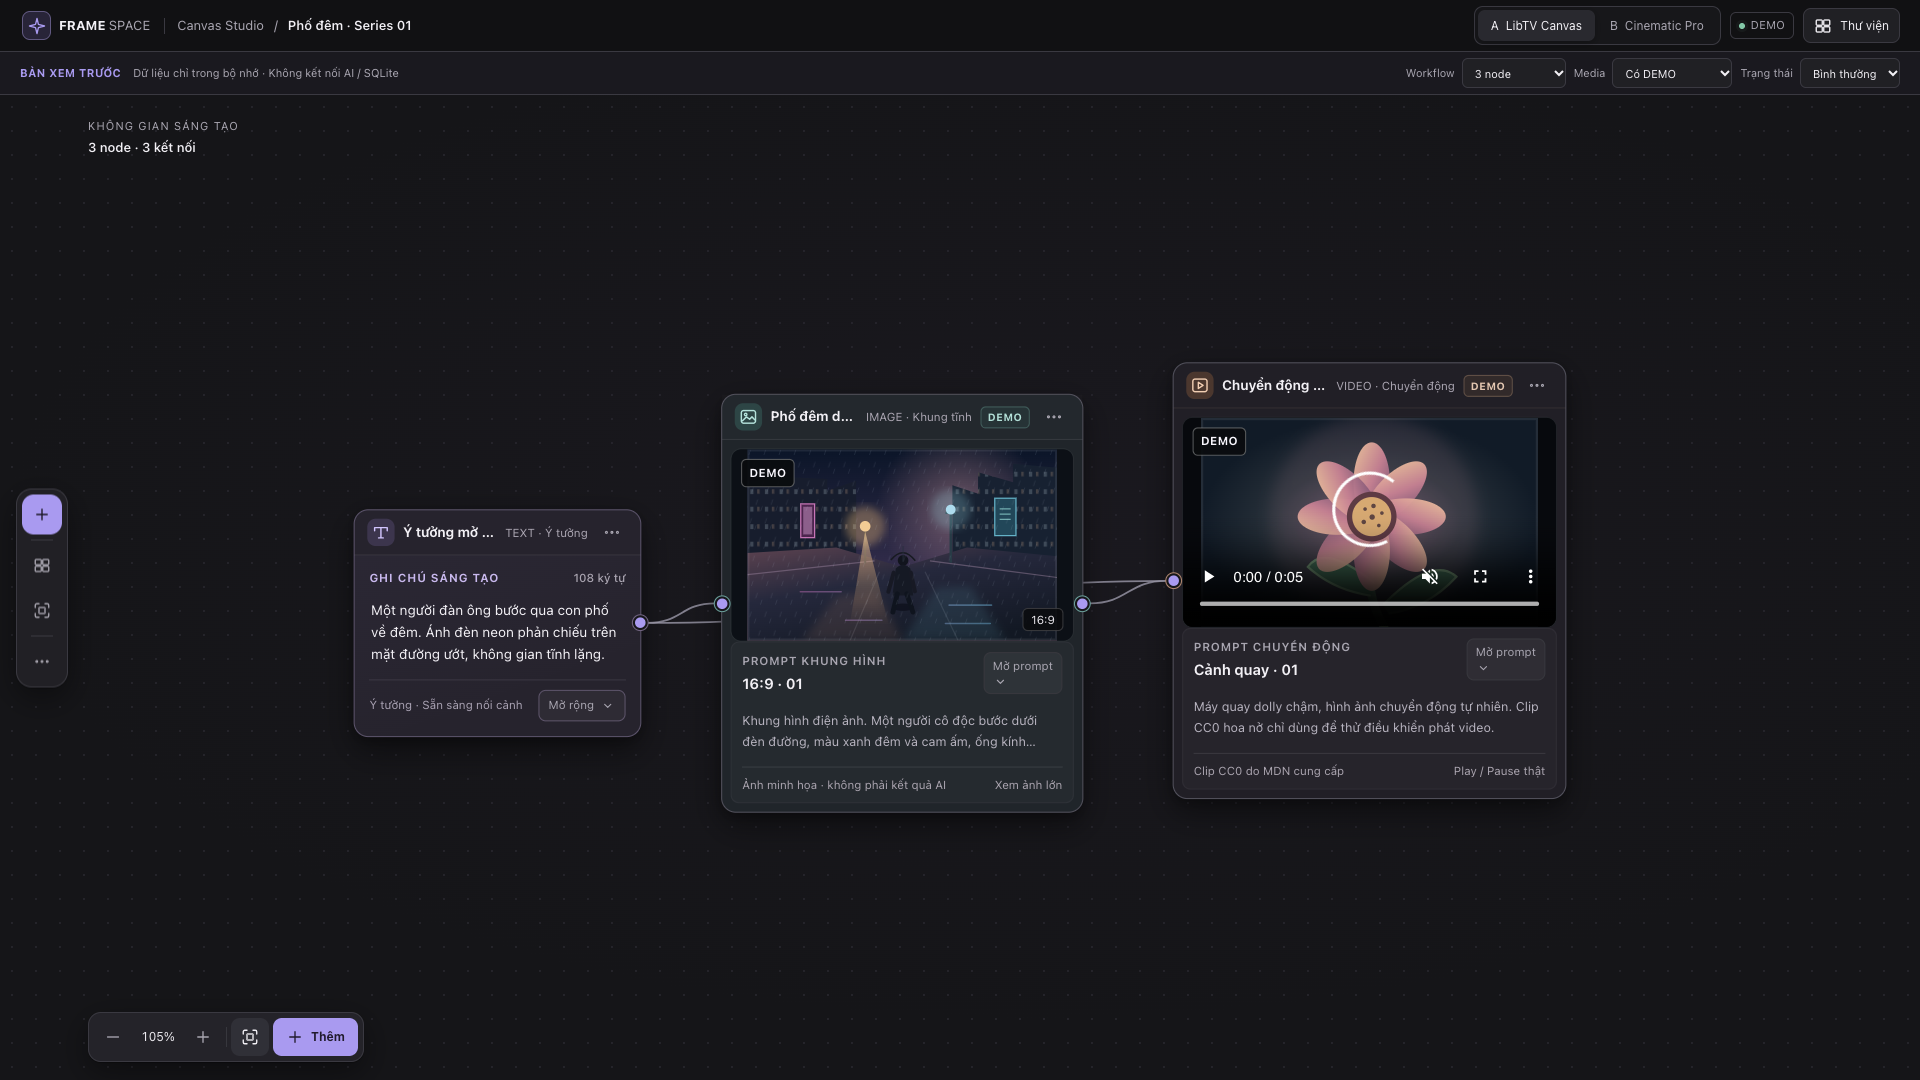 FRAME SPACE
Canvas Studio / Phố đêm · Series 01
A LibTV Canvas
B Cinematic Pro
DEMO
Thư viện
BẢN XEM TRƯỚC
Dữ liệu chỉ trong bộ nhớ · Không kết nối AI / SQLite
Workflow
3 node
Media
Có DEMO
Trạng thái
Bình thường
KHÔNG GIAN SÁNG TẠO
3 node · 3 kết nối
Ý tưởng mở ...
TEXT · Ý tưởng
GHI CHÚ SÁNG TẠO
108 ký tự
Một người đàn ông bước qua con phố
về đêm. Ánh đèn neon phản chiếu trên
mặt đường ướt, không gian tĩnh lặng.
Ý tưởng · Sẵn sàng nối cảnh
Mở rộng
Phố đêm d...
IMAGE · Khung tĩnh
DEMO
DEMO
16:9
PROMPT KHUNG HÌNH
16:9 · 01
Mở prompt
Khung hình điện ảnh. Một người cô độc bước dưới
đèn đường, màu xanh đêm và cam ấm, ống kính...
Ảnh minh họa · không phải kết quả AI
Xem ảnh lớn
Chuyển động ...
VIDEO · Chuyển động
DEMO
DEMO
0:00 / 0:05
PROMPT CHUYỂN ĐỘNG
Cảnh quay · 01
Mở prompt
Máy quay dolly chậm, hình ảnh chuyển động tự nhiên. Clip
CC0 hoa nở chỉ dùng để thử điều khiển phát video.
Clip CC0 do MDN cung cấp
Play / Pause thật
105%
Thêm